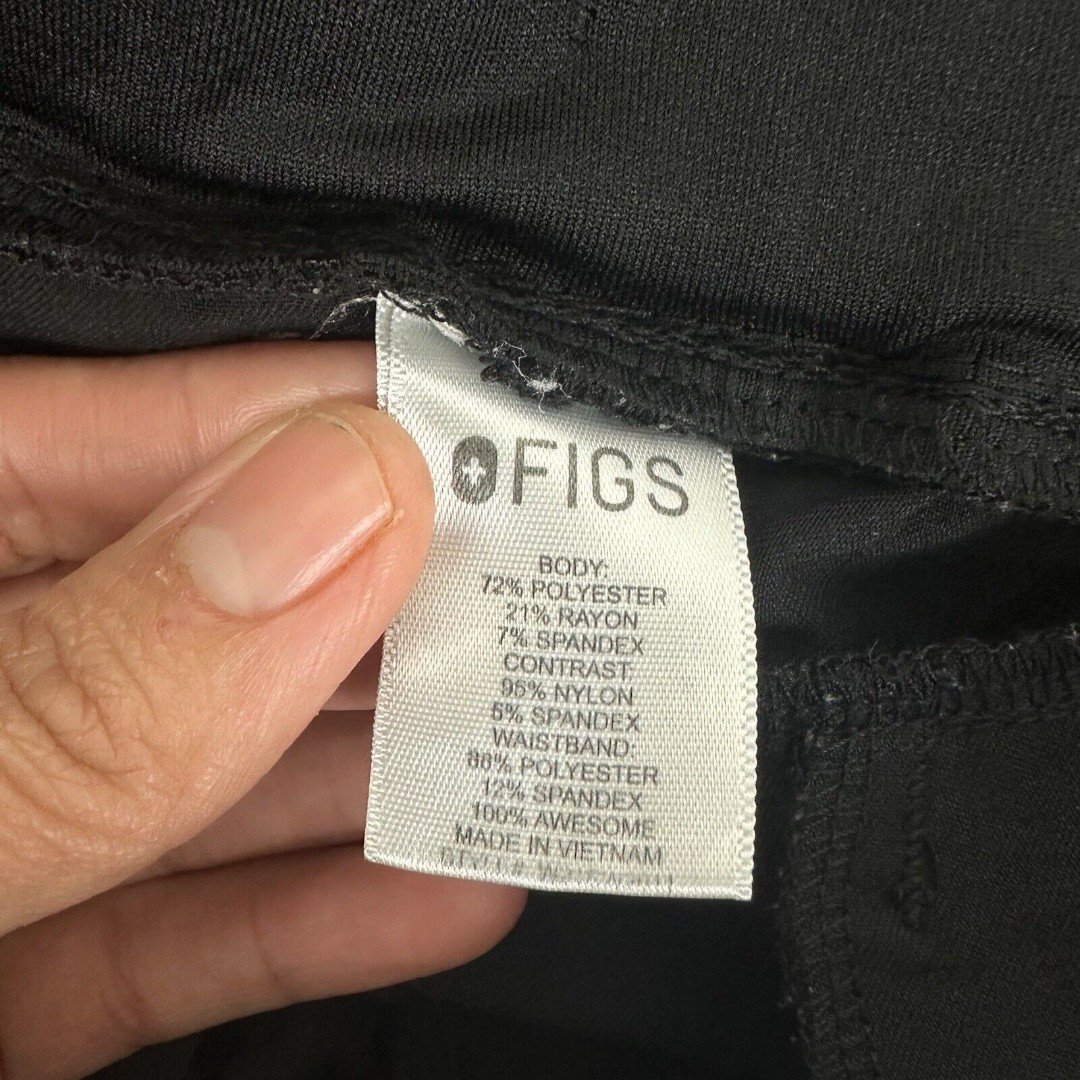 FIGS
BODY:
72% POLYESTER
21% RAYON
7% SPANDEX
CONTRAST:
95% NYLON
5% SPANDEX
WAISTBAND:
88% POLYESTER
12% SPANDEX
100% AWESOME
MADE IN VIETNAM